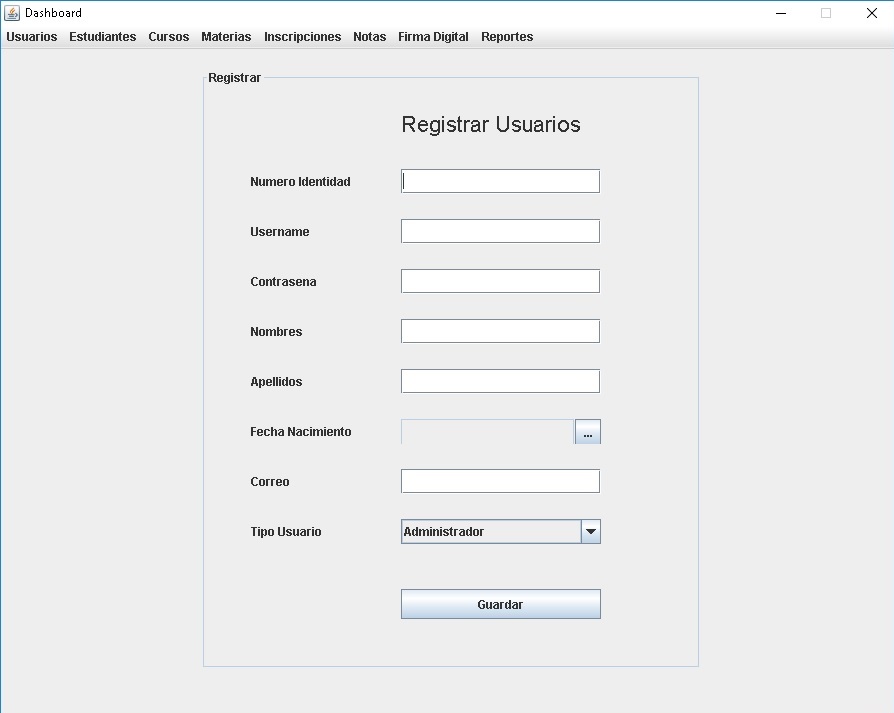 Dashboard
Usuarios Estudiantes Cursos Materias Inscripciones Notas Firma Digital Reportes
Registrar
Registrar Usuarios
Numero Identidad
Username
Contrasena
Nombres
Apellidos
Fecha Nacimiento ...
Correo
Tipo Usuario Administrador
Guardar